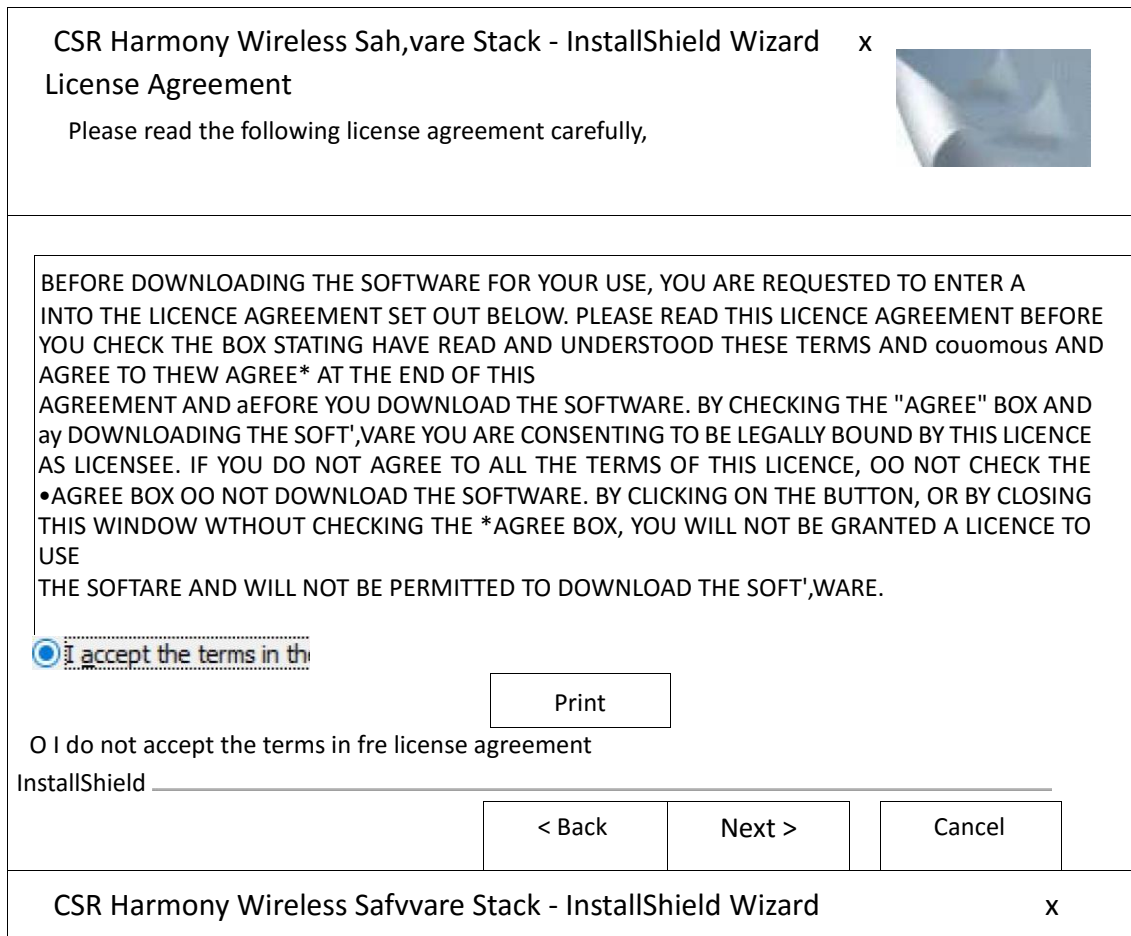 CSR Harmony Wireless Sah,vare Stack - InstallShield Wizard x
License Agreement
Please read the following license agreement carefully,
BEFORE DOWNLOADING THE SOFTWARE FOR YOUR USE, YOU ARE REQUESTED TO ENTER A
INTO THE LICENCE AGREEMENT SET OUT BELOW. PLEASE READ THIS LICENCE AGREEMENT BEFORE
YOU CHECK THE BOX STATING HAVE READ AND UNDERSTOOD THESE TERMS AND couomous AND
AGREE TO THEW AGREE* AT THE END OF THIS
AGREEMENT AND aEFORE YOU DOWNLOAD THE SOFTWARE. BY CHECKING THE "AGREE" BOX AND
ay DOWNLOADING THE SOFT',VARE YOU ARE CONSENTING TO BE LEGALLY BOUND BY THIS LICENCE
AS LICENSEE. IF YOU DO NOT AGREE TO ALL THE TERMS OF THIS LICENCE, OO NOT CHECK THE
•AGREE BOX OO NOT DOWNLOAD THE SOFTWARE. BY CLICKING ON THE BUTTON, OR BY CLOSING
THIS WINDOW WTHOUT CHECKING THE *AGREE BOX, YOU WILL NOT BE GRANTED A LICENCE TO
USE
THE SOFTARE AND WILL NOT BE PERMITTED TO DOWNLOAD THE SOFT',WARE.
I accept the terms in th
Print
O I do not accept the terms in fre license agreement
InstallShield
< Back Next > Cancel
CSR Harmony Wireless Safvvare Stack - InstallShield Wizard x